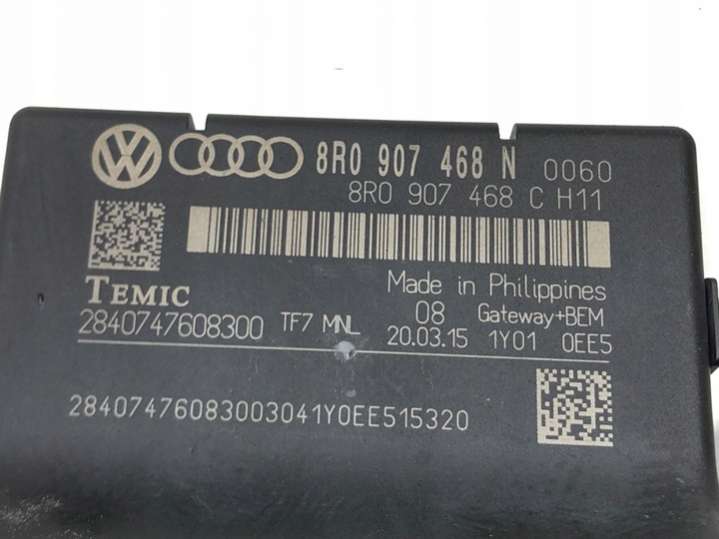 8R0 907 468 N 0060
8R0 907 468 C H11
TEMIC
Made in Philippines
2840747608300 TF7 MNL 08 Gateway+BEM
20.03.15 1Y01 0EE5
28407476083003041Y0EE515320